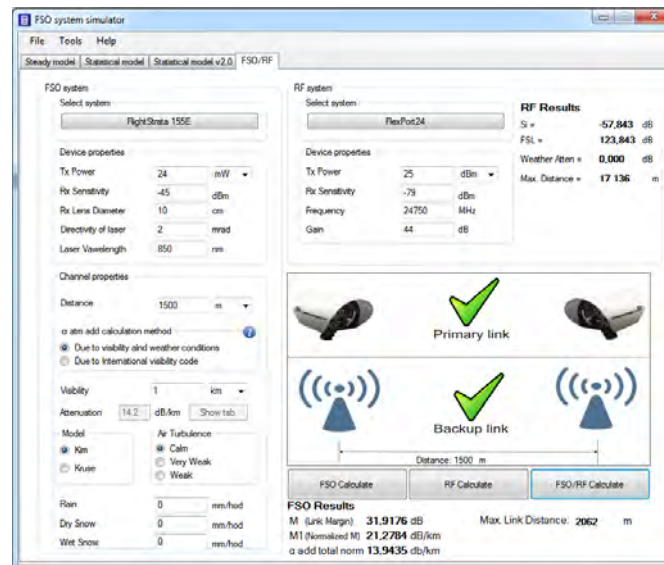 FSO system simulator
File Tools Help
Steady model Statistical model Statistical model v2.0 FSO/RF
FSO system
Select system
FlightStrata 155E
Device properties
Tx Power 24 mW
Rx Sensitivity -45 dBm
Rx Lens Diameter 10 cm
Directivity of laser 2 mrad
Laser Vawelength 850 nm
Channel properties
Distance 1500 m
α atm add calculation method
Due to visibility aind weather conditions
Due to International visibility code
Visibility 1 km
Attenuation 14.2 dB/km Show tab
Model
Kim
Kruse
Air Turbulence
Calm
Very Weak
Weak
Rain 0 mm/hod
Dry Snow 0 mm/hod
Wet Snow 0 mm/hod
RF system
Select system
FlexPort24
Device properties
Tx Power 25 dBm
Rx Sensitivity -79 dBm
Frequency 24750 MHz
Gain 44 dB
RF Results
Si = -57,843 dB
FSL = 123,843 dB
Weather Atten = 0,000 dB
Max. Distance = 17 136 m
Primary link
Backup link
Distance: 1500 m
FSO Calculate RF Calculate FSO/RF Calculate
FSO Results
M (Link Margin) 31,9176 dB Max. Link Distance: 2062 m
M1 (Normalized M) 21,2784 db/km
α add total norm 13,9435 db/km